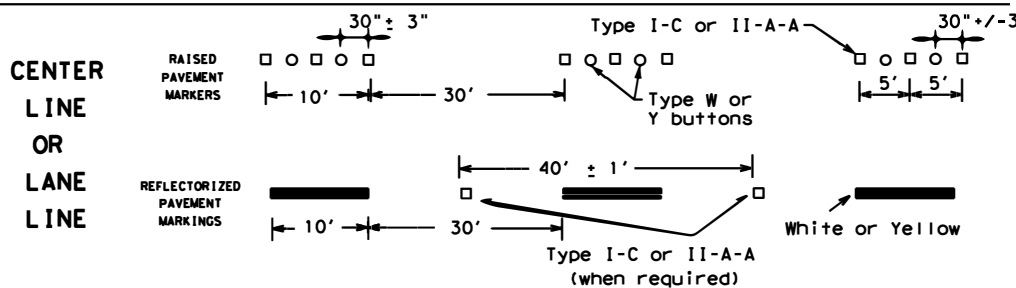 CENTER
LINE
OR
LANE
LINE
RAISED
PAVEMENT
MARKERS
30" ± 3"
10'
30'
Type I-C or II-A-A
Type W or
Y buttons
30"+/-3
5'
5'
REFLECTORIZED
PAVEMENT
MARKINGS
10'
30'
40' ± 1'
Type I-C or II-A-A
(when required)
White or Yellow